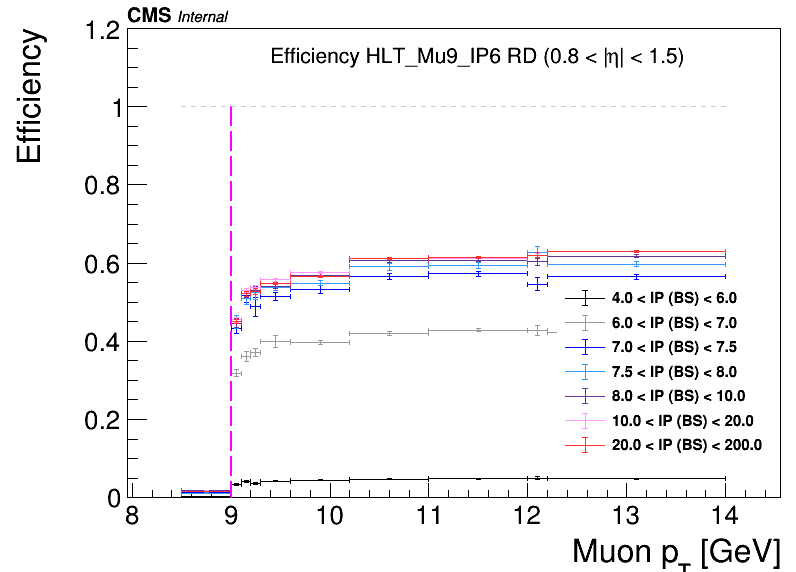 CMS Internal
Efficiency HLT_Mu9_IP6 RD (0.8 < |η| < 1.5)
Efficiency
1.2
1
0.8
0.6
0.4
0.2
0
4.0 < IP (BS) < 6.0
6.0 < IP (BS) < 7.0
7.0 < IP (BS) < 7.5
7.5 < IP (BS) < 8.0
8.0 < IP (BS) < 10.0
10.0 < IP (BS) < 20.0
20.0 < IP (BS) < 200.0
8 9 10 11 12 13 14
Muon p_T [GeV]